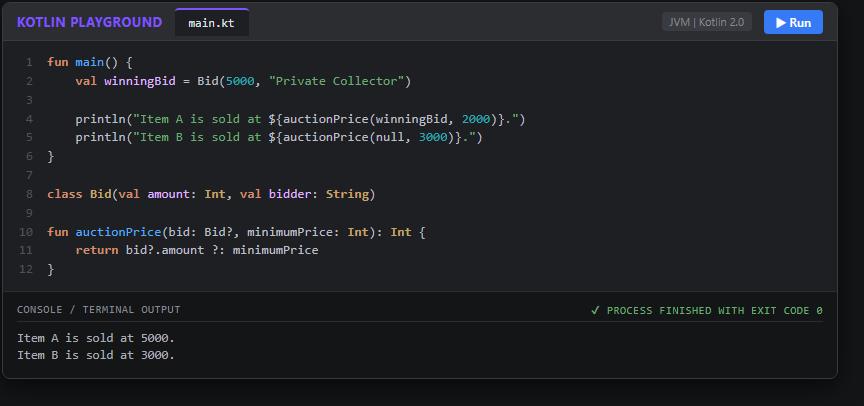 KOTLIN PLAYGROUND main.kt JVM | Kotlin 2.0 ▶ Run
1 fun main() {
2     val winningBid = Bid(5000, "Private Collector")
3
4     println("Item A is sold at ${auctionPrice(winningBid, 2000)}.")
5     println("Item B is sold at ${auctionPrice(null, 3000)}.")
6 }
7
8 class Bid(val amount: Int, val bidder: String)
9
10 fun auctionPrice(bid: Bid?, minimumPrice: Int): Int {
11     return bid?.amount ?: minimumPrice
12 }
CONSOLE / TERMINAL OUTPUT ✓ PROCESS FINISHED WITH EXIT CODE 0
Item A is sold at 5000.
Item B is sold at 3000.